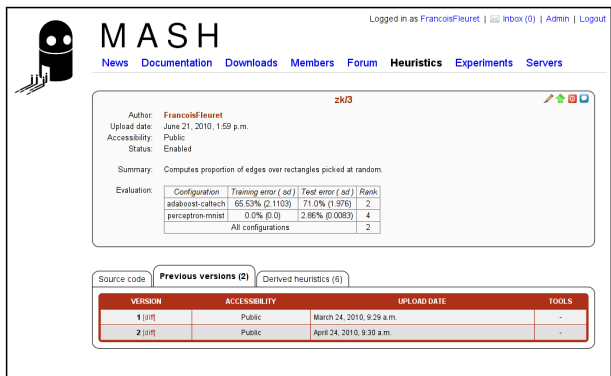 Logged in as FrancoisFleuret | Inbox (0) | Admin | Logout
MASH
News Documentation Downloads Members Forum Heuristics Experiments Servers
zk/3
Author: FrancoisFleuret
Upload date: June 21, 2010, 1:59 p.m.
Accessibility: Public
Status: Enabled
Summary: Computes proportion of edges over rectangles picked at random.
Evaluation:
Configuration Training error ( sd ) Test error ( sd ) Rank
adaboost-caltech 65.53% (2.1103) 71.0% (1.976) 2
perceptron-mnist 0.0% (0.0) 2.86% (0.0083) 4
All configurations 2
Source code Previous versions (2) Derived heuristics (6)
VERSION ACCESSIBILITY UPLOAD DATE TOOLS
1 [diff] Public March 24, 2010, 9:29 a.m. -
2 [diff] Public April 24, 2010, 9:30 a.m. -